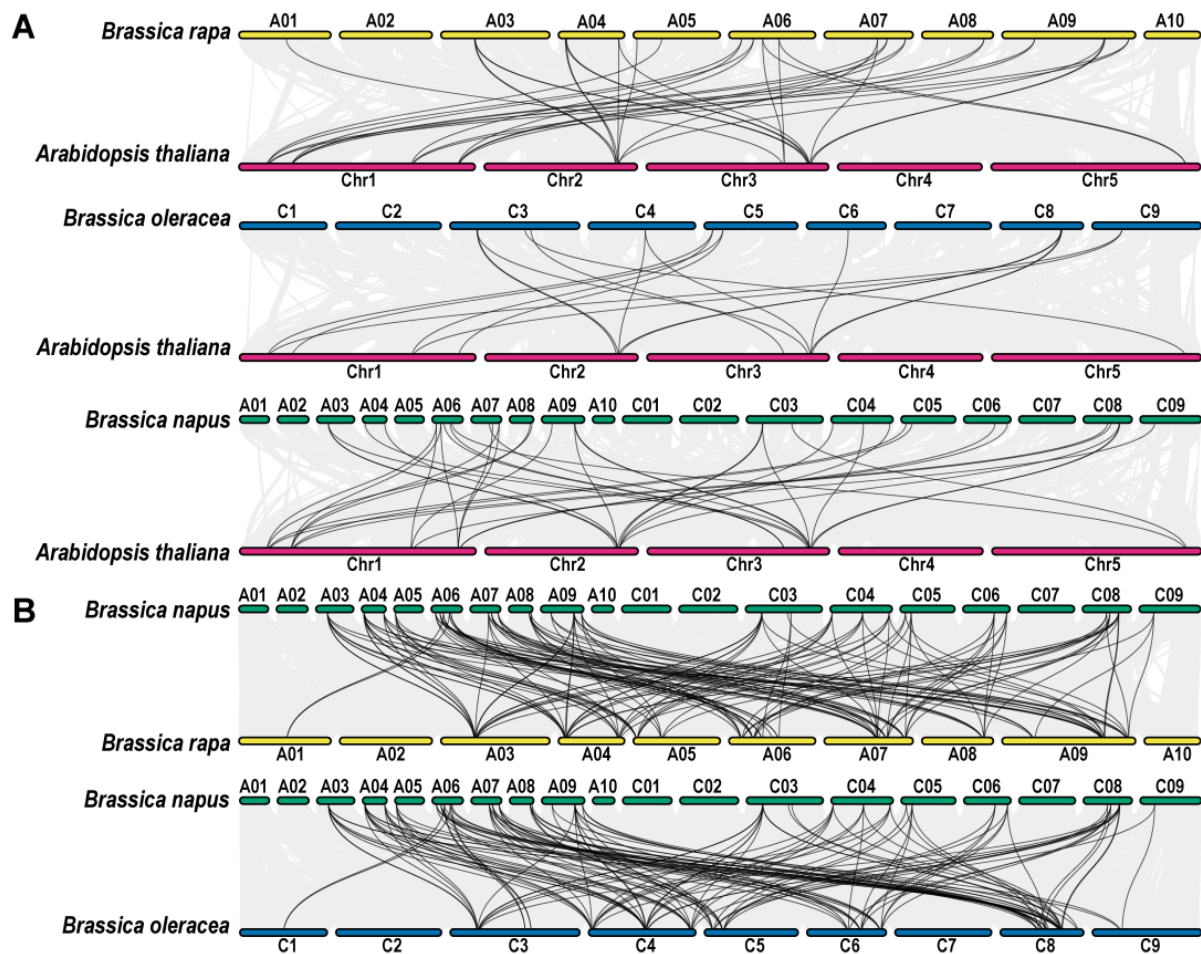 A
Brassica rapa
A01 A02 A03 A04 A05 A06 A07 A08 A09 A10
Arabidopsis thaliana
Chr1 Chr2 Chr3 Chr4 Chr5
Brassica oleracea
C1 C2 C3 C4 C5 C6 C7 C8 C9
Arabidopsis thaliana
Chr1 Chr2 Chr3 Chr4 Chr5
Brassica napus
A01 A02 A03 A04 A05 A06 A07 A08 A09 A10 C01 C02 C03 C04 C05 C06 C07 C08 C09
Arabidopsis thaliana
Chr1 Chr2 Chr3 Chr4 Chr5
B
Brassica napus
A01 A02 A03 A04 A05 A06 A07 A08 A09 A10 C01 C02 C03 C04 C05 C06 C07 C08 C09
Brassica rapa
A01 A02 A03 A04 A05 A06 A07 A08 A09 A10
Brassica napus
A01 A02 A03 A04 A05 A06 A07 A08 A09 A10 C01 C02 C03 C04 C05 C06 C07 C08 C09
Brassica oleracea
C1 C2 C3 C4 C5 C6 C7 C8 C9